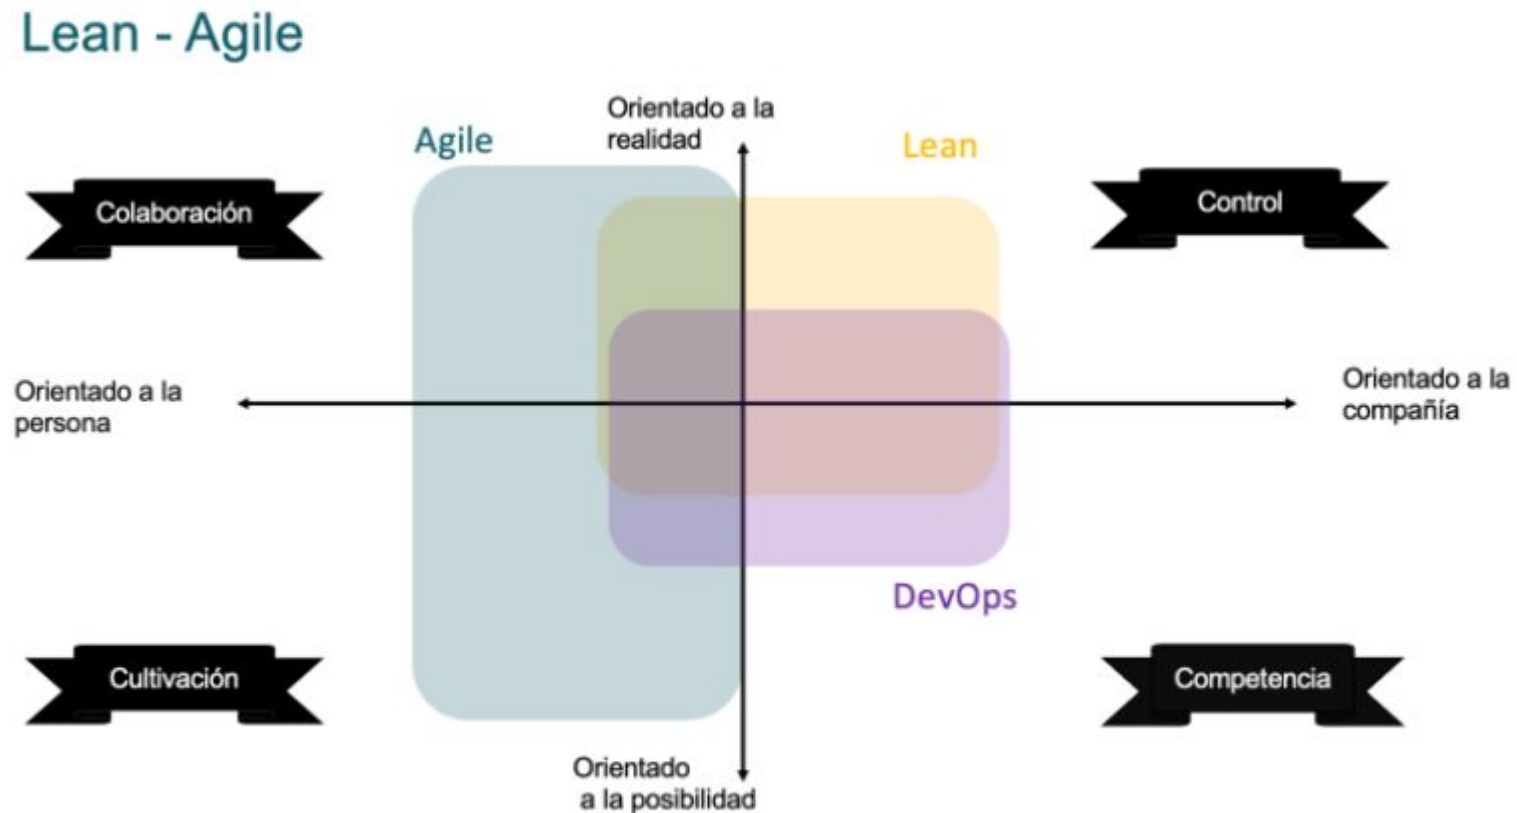 Lean - Agile
Orientado a la
realidad
Agile
Lean
Colaboración
Control
Orientado a la
persona
Orientado a la
compañía
DevOps
Cultivación
Competencia
Orientado
a la posibilidad